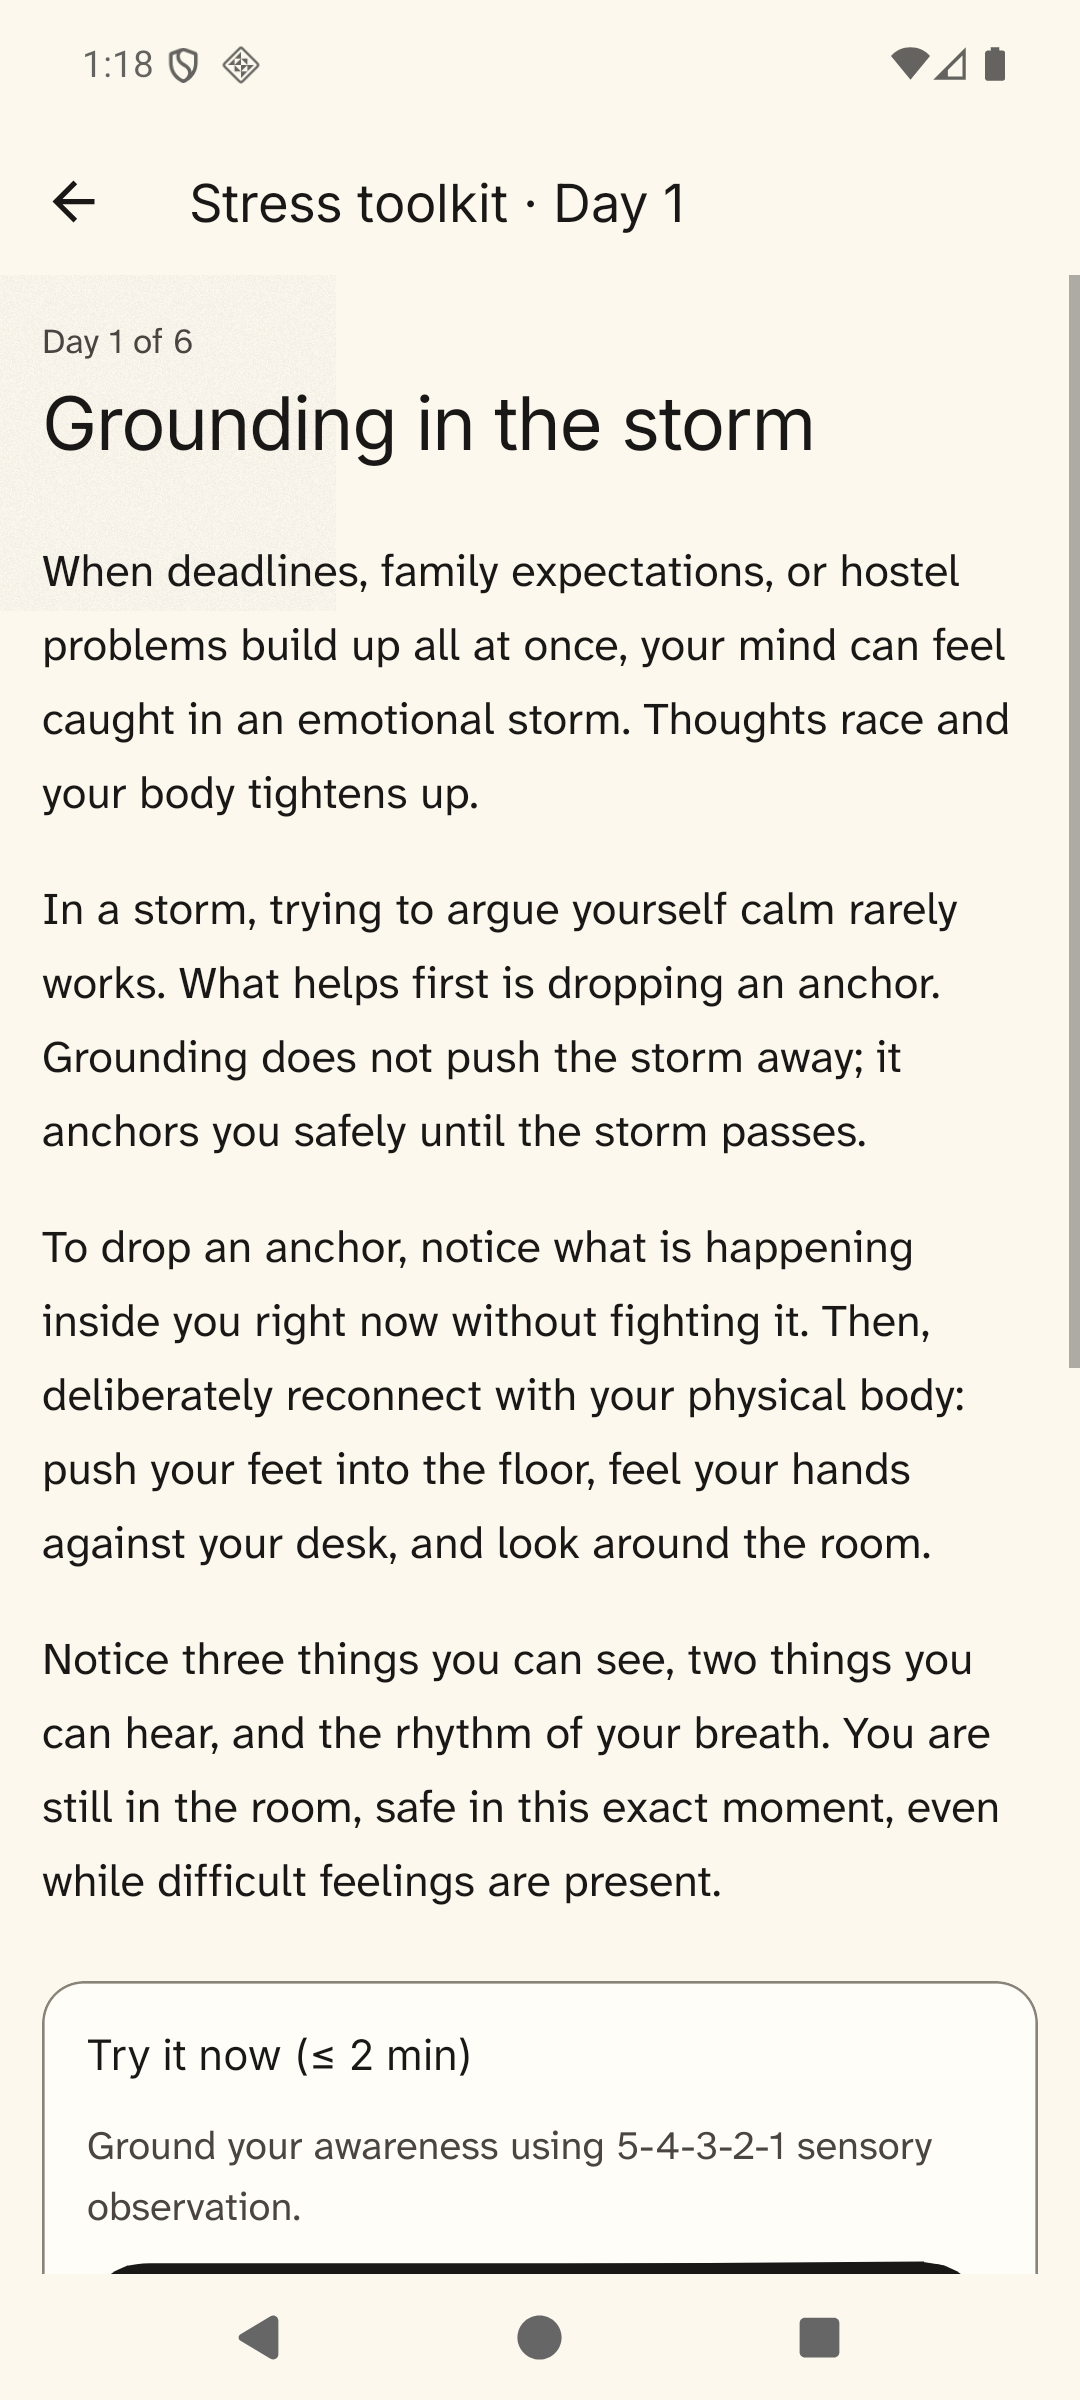 1:18
Stress toolkit · Day 1
Day 1 of 6
Grounding in the storm
When deadlines, family expectations, or hostel
problems build up all at once, your mind can feel
caught in an emotional storm. Thoughts race and
your body tightens up.
In a storm, trying to argue yourself calm rarely
works. What helps first is dropping an anchor.
Grounding does not push the storm away; it
anchors you safely until the storm passes.
To drop an anchor, notice what is happening
inside you right now without fighting it. Then,
deliberately reconnect with your physical body:
push your feet into the floor, feel your hands
against your desk, and look around the room.
Notice three things you can see, two things you
can hear, and the rhythm of your breath. You are
still in the room, safe in this exact moment, even
while difficult feelings are present.
Try it now (≤ 2 min)
Ground your awareness using 5-4-3-2-1 sensory
observation.